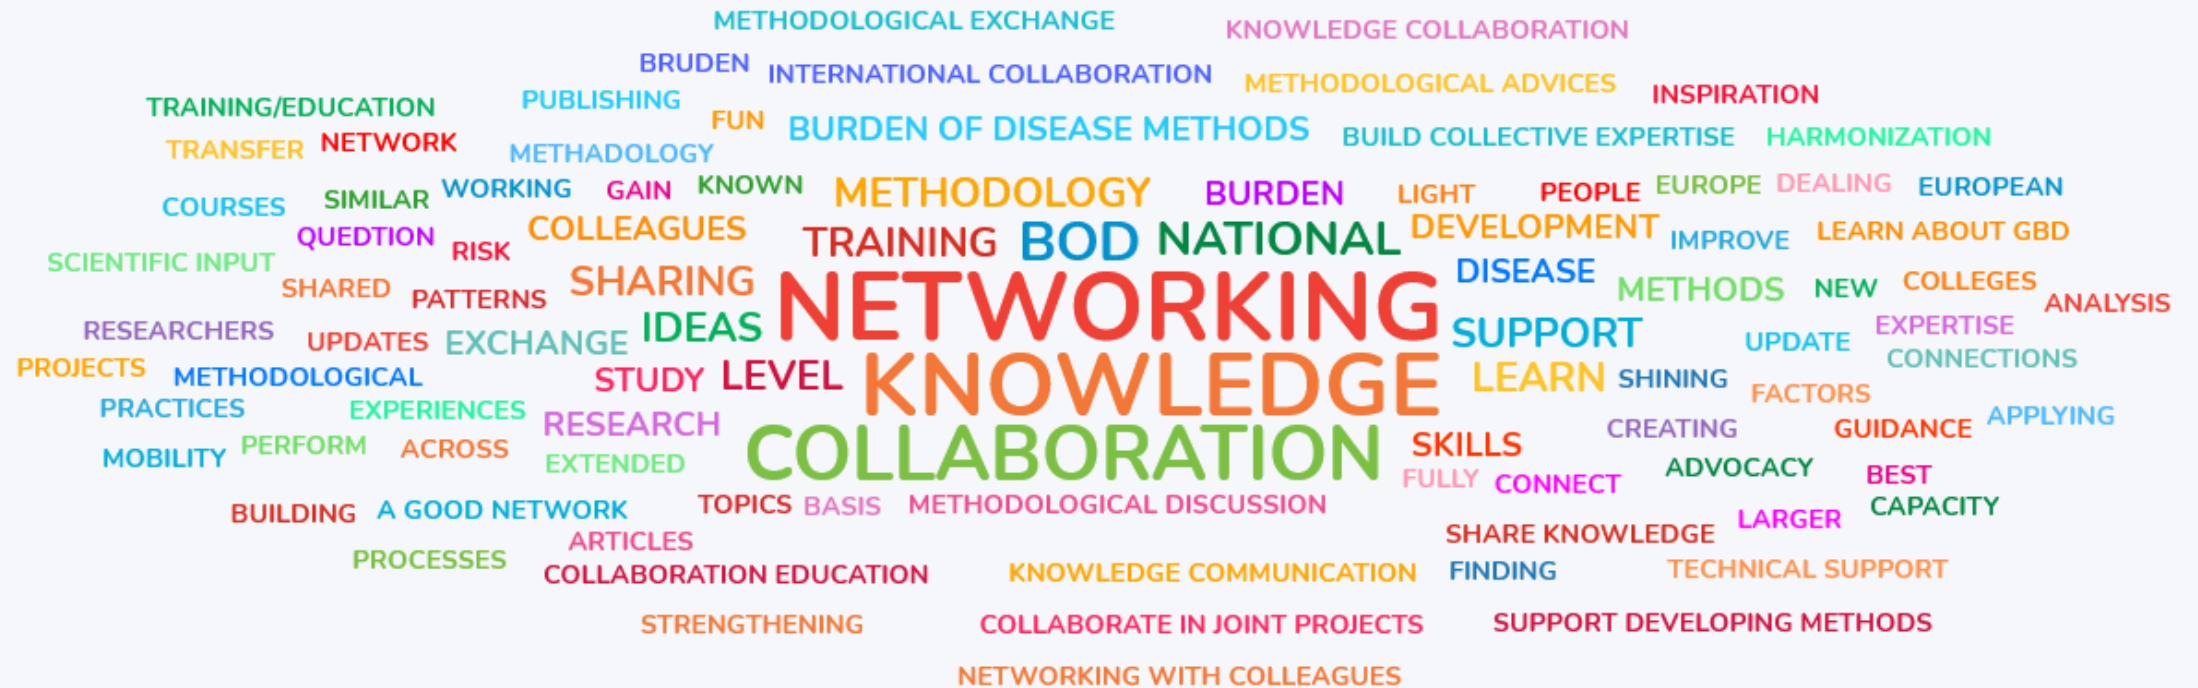 METHODOLOGICAL EXCHANGE
KNOWLEDGE COLLABORATION
BRUDEN
INTERNATIONAL COLLABORATION
METHODOLOGICAL ADVICES
INSPIRATION
TRAINING/EDUCATION
PUBLISHING
FUN
BURDEN OF DISEASE METHODS
BUILD COLLECTIVE EXPERTISE
HARMONIZATION
TRANSFER
NETWORK
METHADOLOGY
COURSES
SIMILAR
WORKING
GAIN
KNOWN
METHODOLOGY
BURDEN
LIGHT
PEOPLE
EUROPE
DEALING
EUROPEAN
QUEDTION
RISK
COLLEAGUES
TRAINING
BOD
NATIONAL
DEVELOPMENT
IMPROVE
LEARN ABOUT GBD
SCIENTIFIC INPUT
SHARED
PATTERNS
SHARING
NETWORKING
DISEASE
METHODS
NEW
COLLEGES
ANALYSIS
RESEARCHERS
UPDATES
EXCHANGE
IDEAS
SUPPORT
UPDATE
EXPERTISE
CONNECTIONS
PROJECTS
METHODOLOGICAL
STUDY
LEVEL
KNOWLEDGE
LEARN
SHINING
FACTORS
PRACTICES
EXPERIENCES
RESEARCH
CREATING
GUIDANCE
APPLYING
MOBILITY
PERFORM
ACROSS
EXTENDED
COLLABORATION
SKILLS
FULLY
CONNECT
ADVOCACY
BEST
BUILDING
A GOOD NETWORK
TOPICS
BASIS
METHODOLOGICAL DISCUSSION
SHARE KNOWLEDGE
LARGER
CAPACITY
PROCESSES
ARTICLES
COLLABORATION EDUCATION
KNOWLEDGE COMMUNICATION
FINDING
TECHNICAL SUPPORT
STRENGTHENING
COLLABORATE IN JOINT PROJECTS
SUPPORT DEVELOPING METHODS
NETWORKING WITH COLLEAGUES